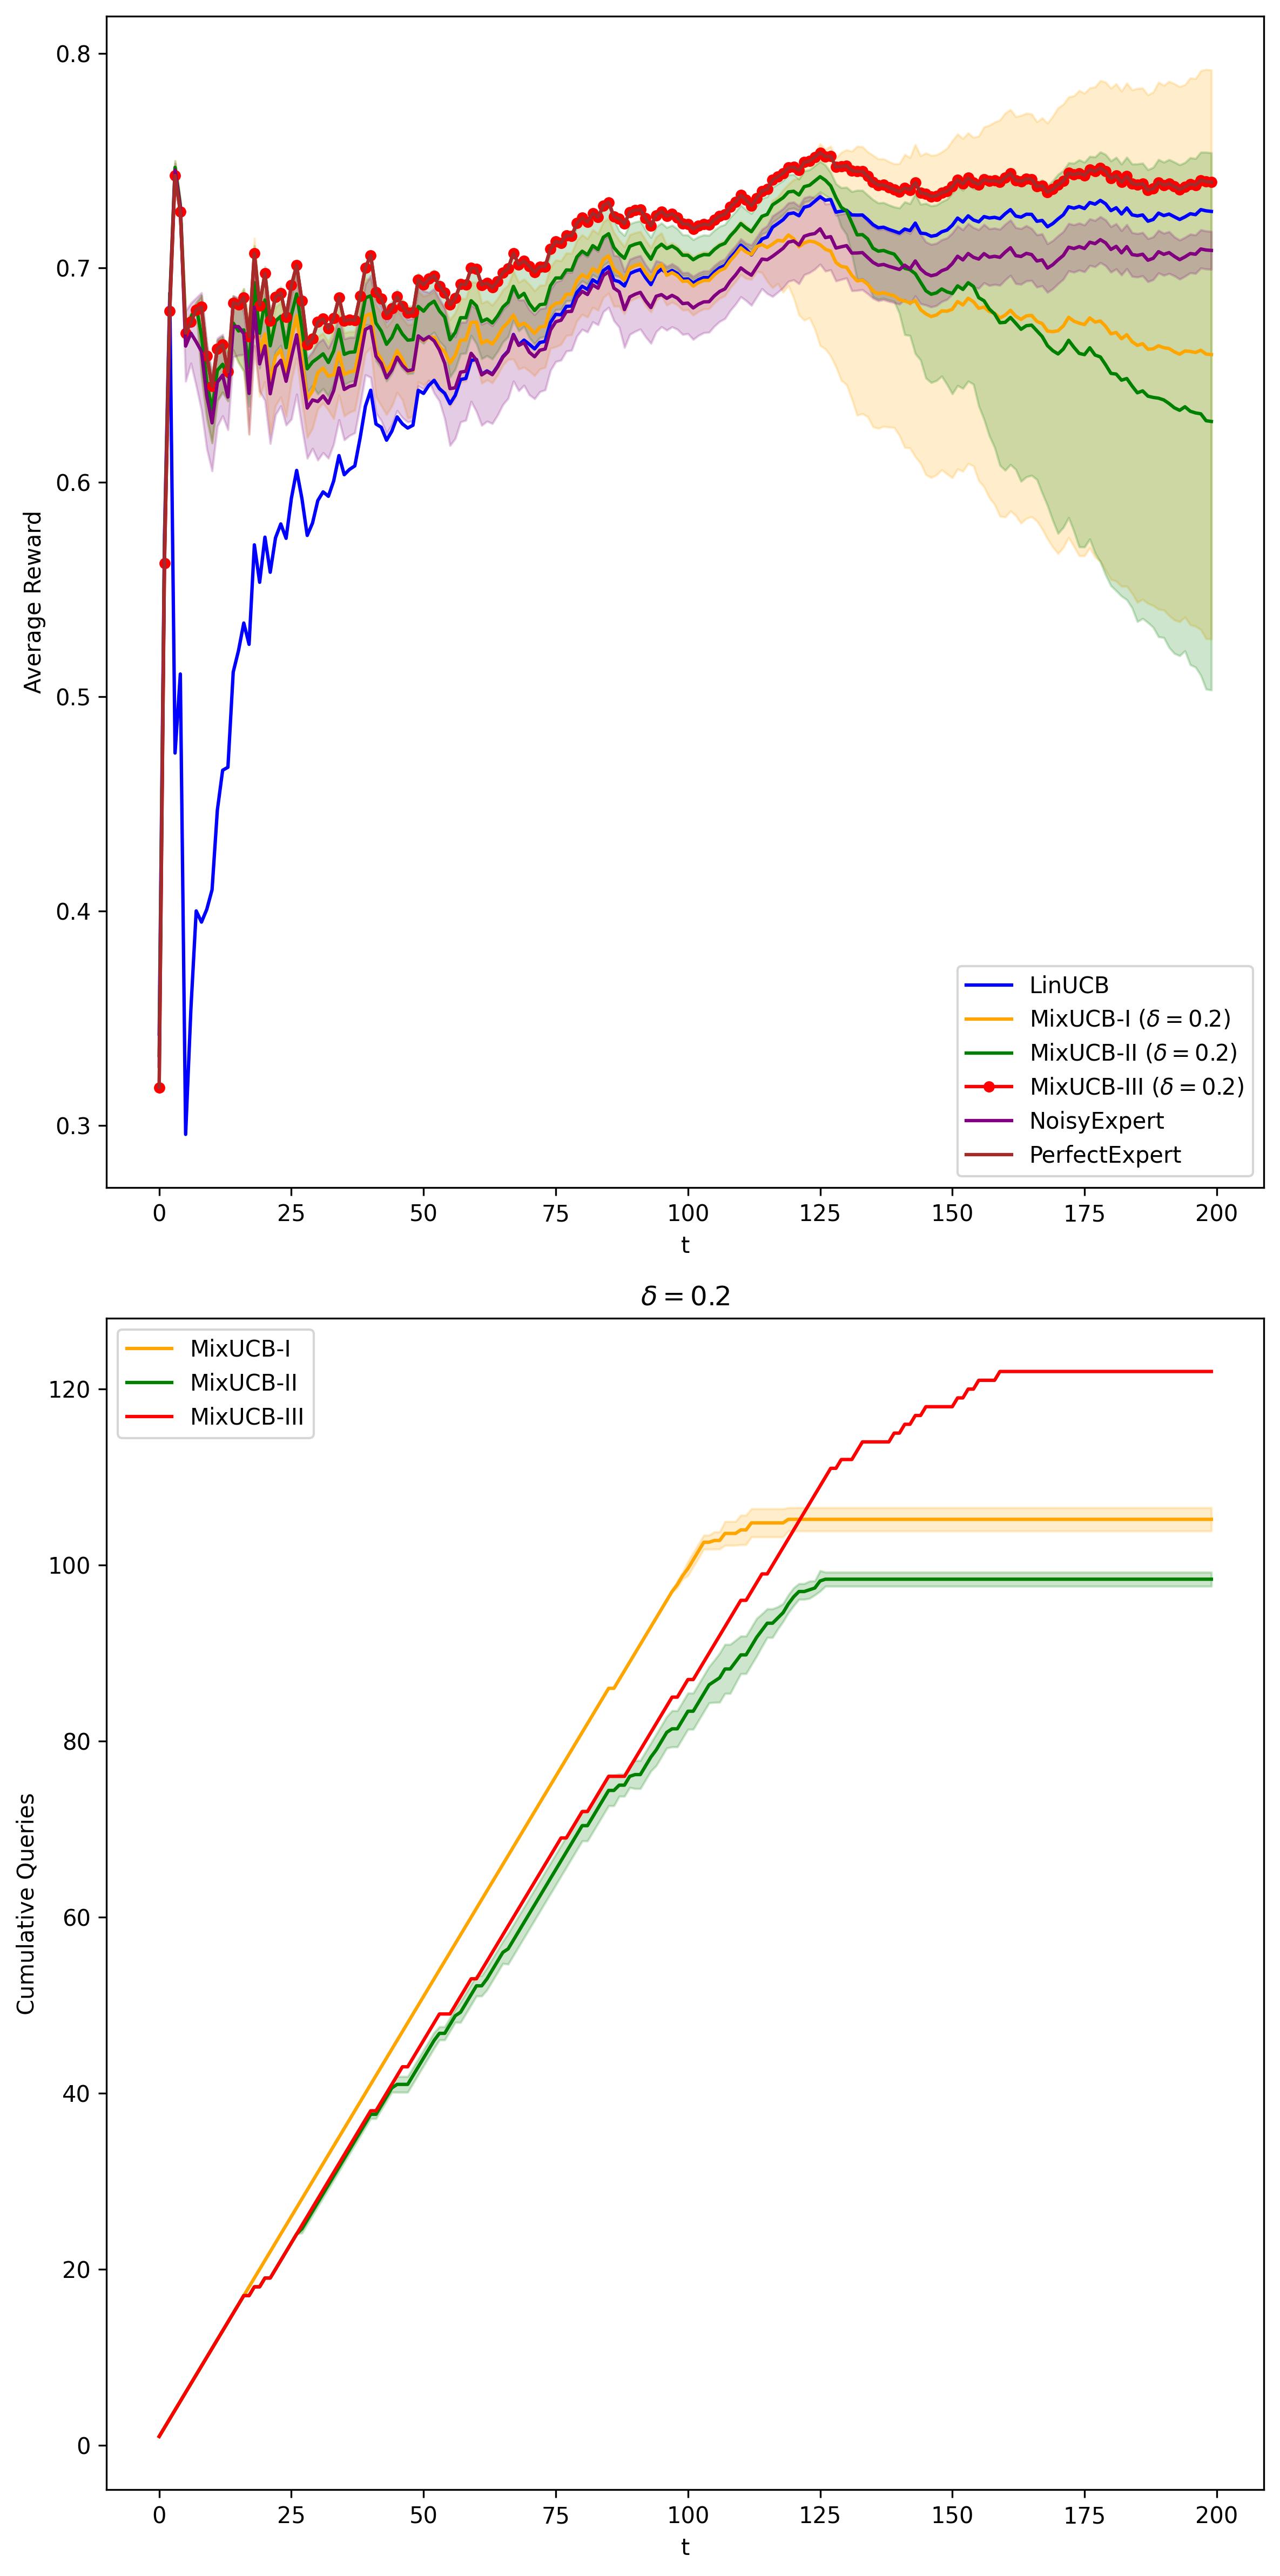 0.8
0.7
0.6
0.5
0.4
0.3
Average Reward
LinUCB
MixUCB-I (δ = 0.2)
MixUCB-II (δ = 0.2)
MixUCB-III (δ = 0.2)
NoisyExpert
PerfectExpert
0 25 50 75 100 125 150 175 200
t
δ = 0.2
MixUCB-I
MixUCB-II
MixUCB-III
120
100
80
60
40
20
0
Cumulative Queries
0 25 50 75 100 125 150 175 200
t